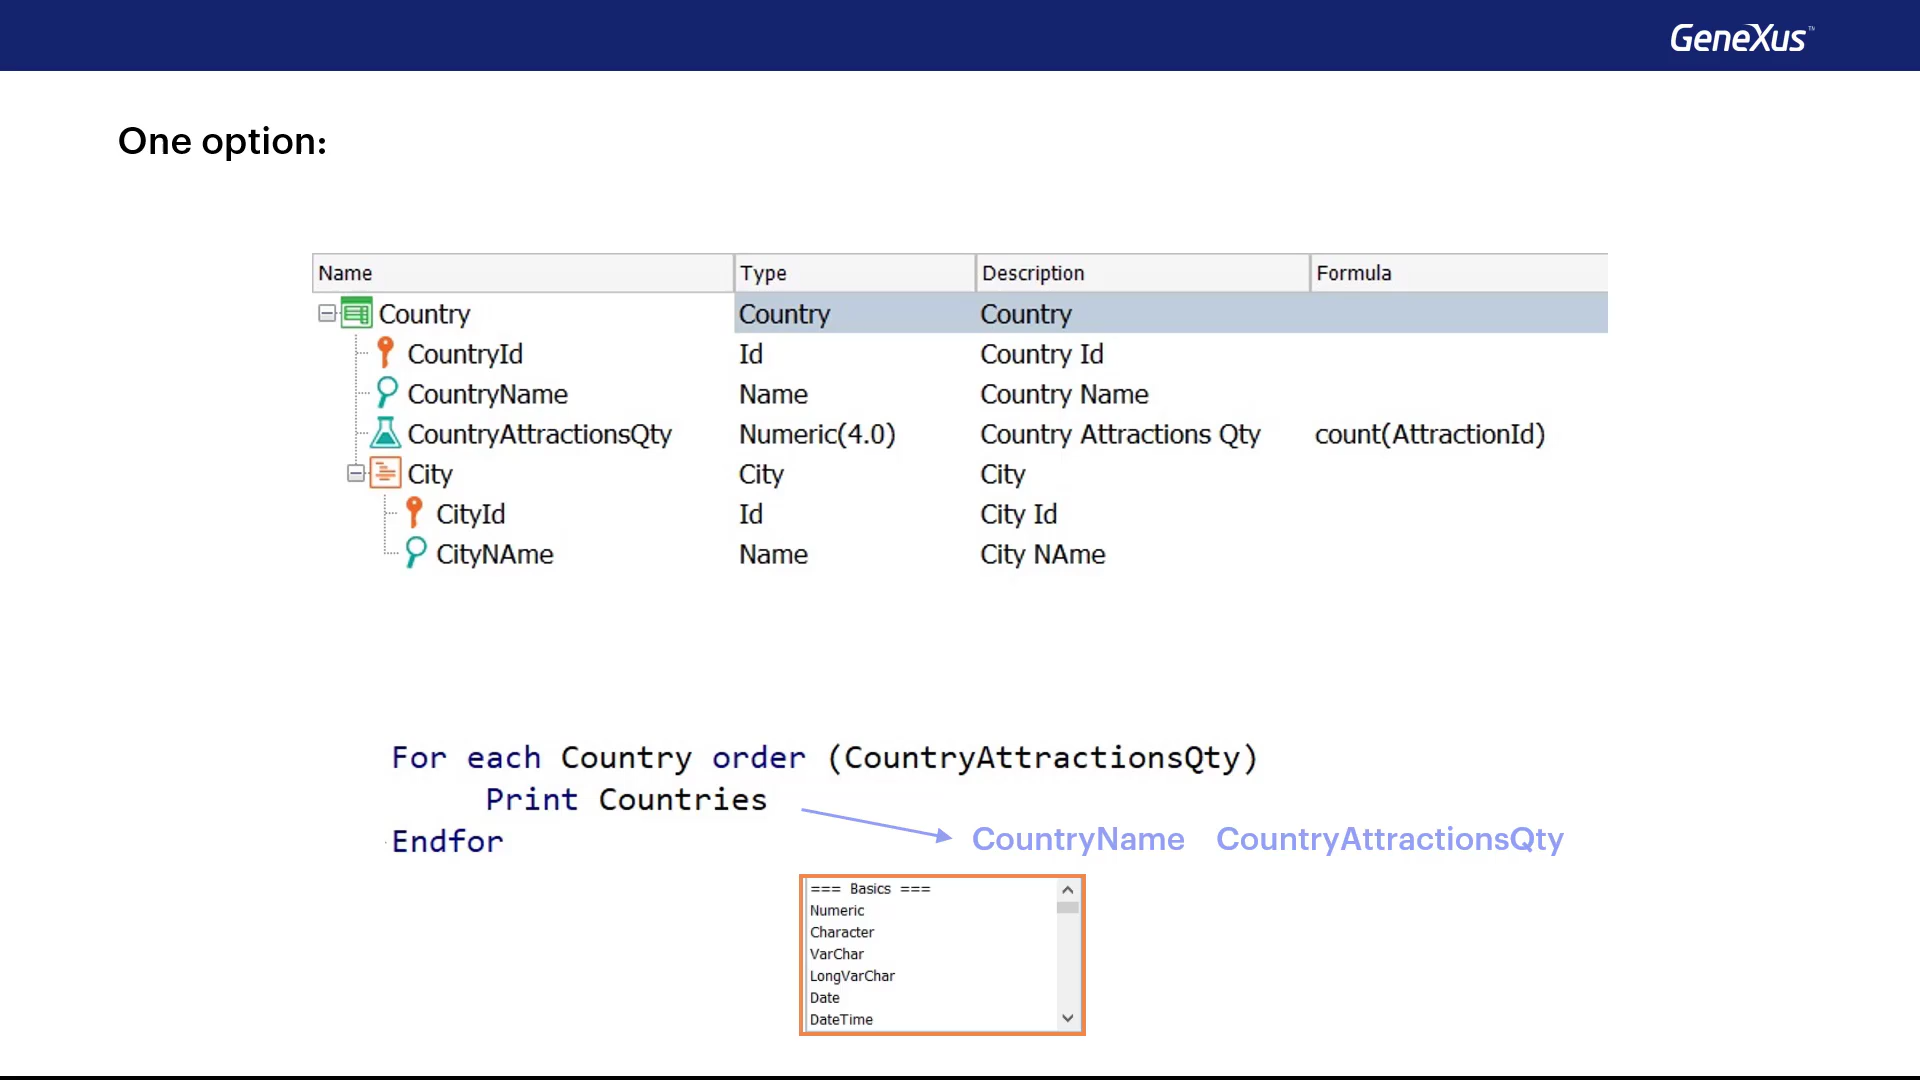 GeneXus™
One option:
Name Type Description Formula
Country Country Country
CountryId Id Country Id
CountryName Name Country Name
CountryAttractionsQty Numeric(4.0) Country Attractions Qty count(AttractionId)
City City City
CityId Id City Id
CityNAme Name City NAme
For each Country order (CountryAttractionsQty)
Print Countries
Endfor
CountryName CountryAttractionsQty
=== Basics ===
Numeric
Character
VarChar
LongVarChar
Date
DateTime